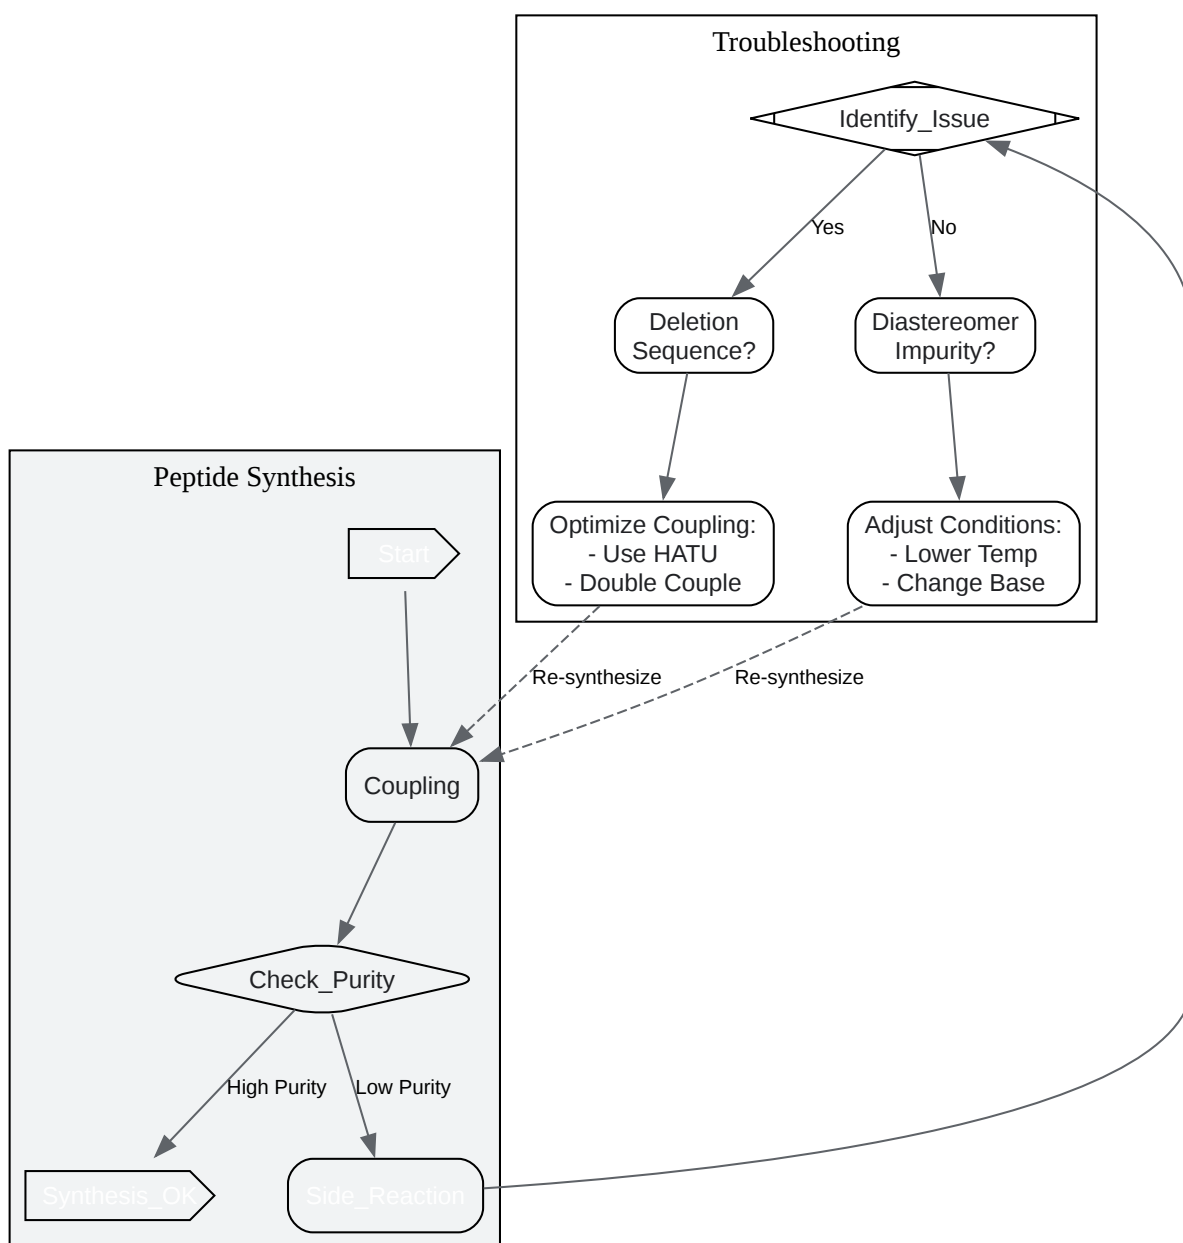 Troubleshooting
Identify_Issue
Yes
No
Deletion
Sequence?
Diastereomer
Impurity?
Optimize Coupling:
- Use HATU
- Double Couple
Adjust Conditions:
- Lower Temp
- Change Base
Re-synthesize
Re-synthesize
Peptide Synthesis
Start
Coupling
Check_Purity
High Purity
Low Purity
Synthesis_OK
Side_Reaction